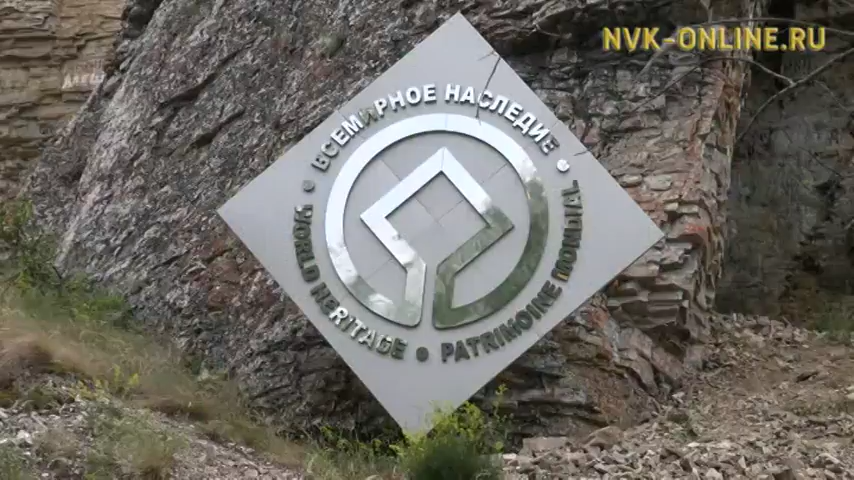 NVK-ONLINE.RU
ВСЕМИРНОЕ НАСЛЕДИЕ •
WORLD HERITAGE •
PATRIMOINE MONDIAL •